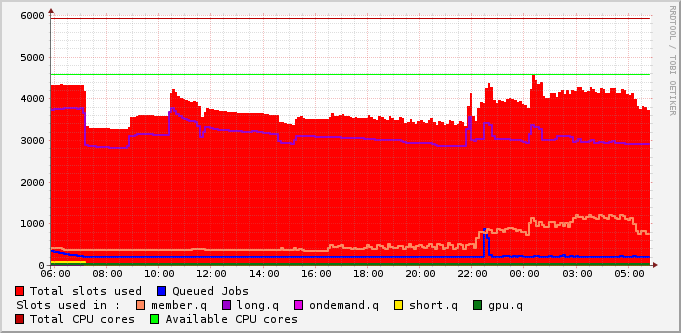 6000
5000
4000
3000
2000
1000
0
06:00 08:00 10:00 12:00 14:00 16:00 18:00 20:00 22:00 00:00 03:00 05:00
RRDTOOL / TOBI OETIKER
Total slots used Queued Jobs
Slots used in : member.q long.q ondemand.q short.q gpu.q
Total CPU cores Available CPU cores